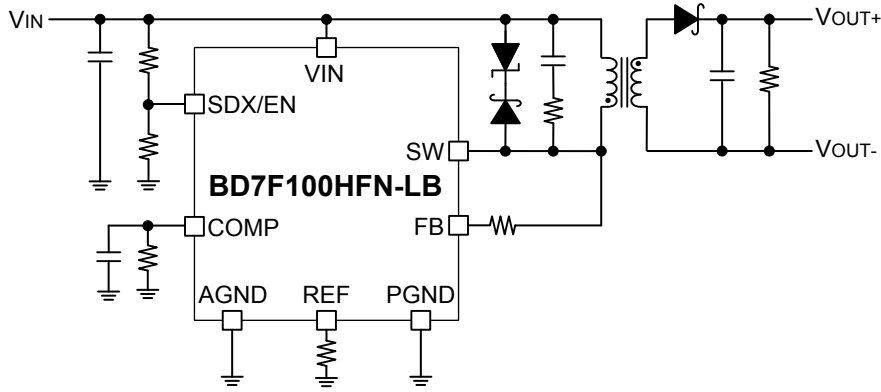 VIN
VOUT+
VIN
SDX/EN
SW
VOUT-
BD7F100HFN-LB
COMP
FB
AGND REF PGND